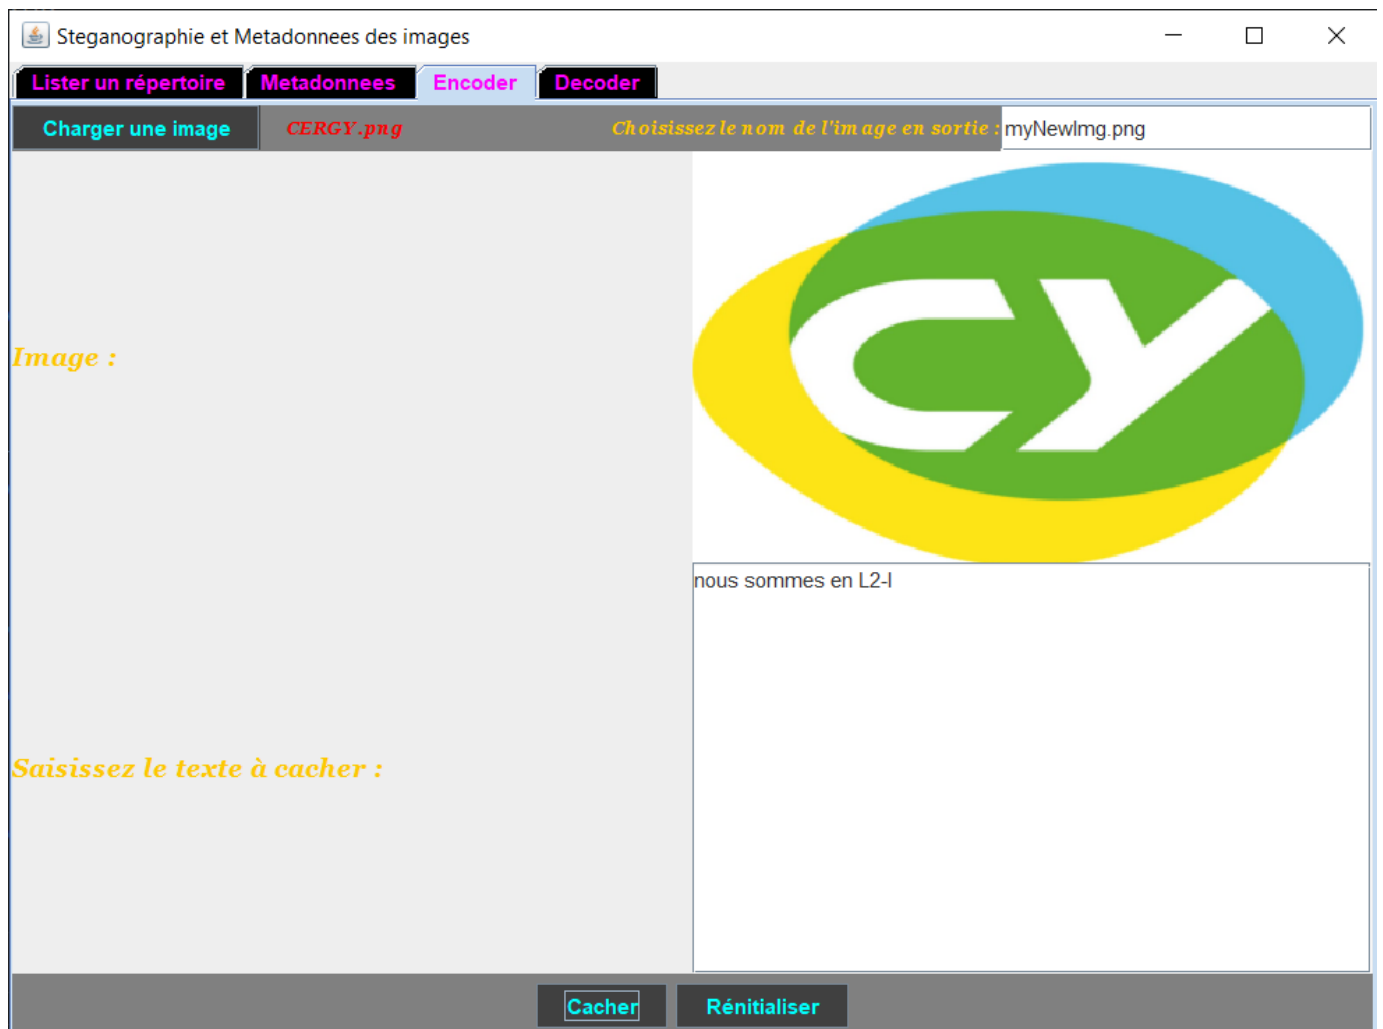 Steganographie et Metadonnees des images
Lister un répertoire Metadonnees Encoder Decoder
Charger une image CERGY.png Choisissez le nom de l'image en sortie : myNewImg.png
CY
Image :
nous sommes en L2-I
Saisissez le texte à cacher :
Cacher Rénitialiser